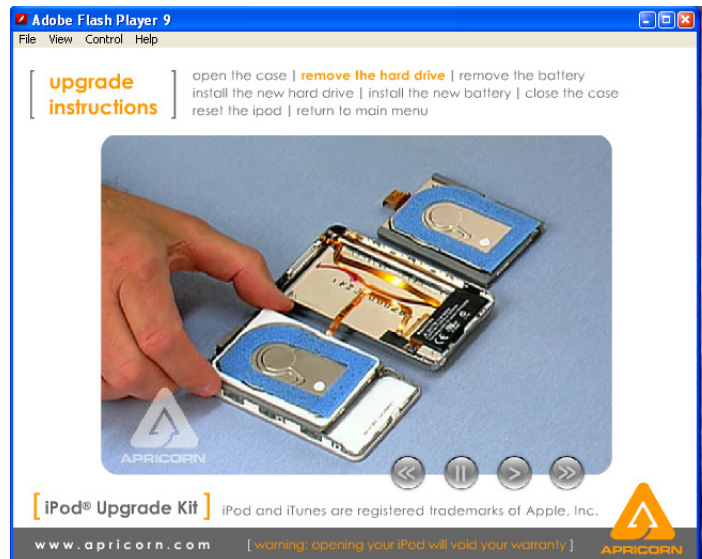 Adobe Flash Player 9
File View Control Help
upgrade
instructions
open the case | remove the hard drive | remove the battery
install the new hard drive | install the new battery | close the case
reset the ipod | return to main menu
APRICORN
[ iPod® Upgrade Kit ] iPod and iTunes are registered trademarks of Apple, Inc.
www.apricorn.com [ warning: opening your iPod will void your warranty ]
APRICORN